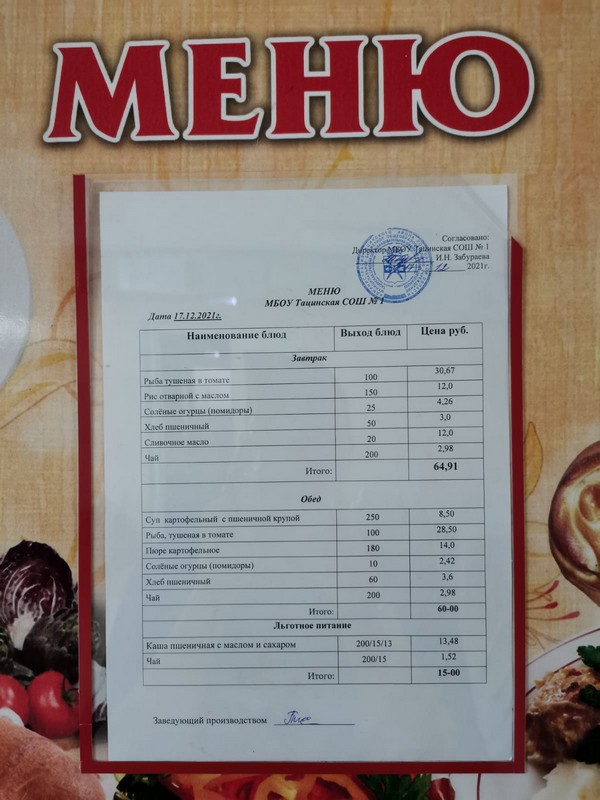 МЕНЮ
Согласовано:
Директор МБОУ Тацинская СОШ № 1
И.Н. Забураева
12 2021г.
МЕНЮ
МБОУ Тацинская СОШ № 1
Дата 17.12.2021г.
Наименование блюд Выход блюд Цена руб.
Завтрак
Рыба тушеная в томате 100 30,67
Рис отварной с маслом 150 12,0
Солёные огурцы (помидоры) 25 4,26
Хлеб пшеничный 50 3,0
Сливочное масло 20 12,0
Чай 200 2,98
Итого: 64,91
Обед
Суп картофельный с пшеничной крупой 250 8,50
Рыба, тушеная в томате 100 28,50
Пюре картофельное 180 14,0
Солёные огурцы (помидоры) 10 2,42
Хлеб пшеничный 60 3,6
Чай 200 2,98
Итого: 60-00
Льготное питание
Каша пшеничная с маслом и сахаром 200/15/13 13,48
Чай 200/15 1,52
Итого: 15-00
Заведующий производством